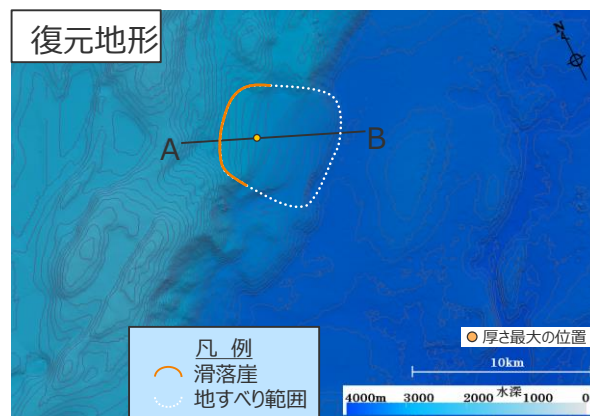 復元地形
N
A
B
凡 例
滑落崖
地すべり範囲
厚さ最大の位置
10km
4000m 3000 2000 水深 1000 0